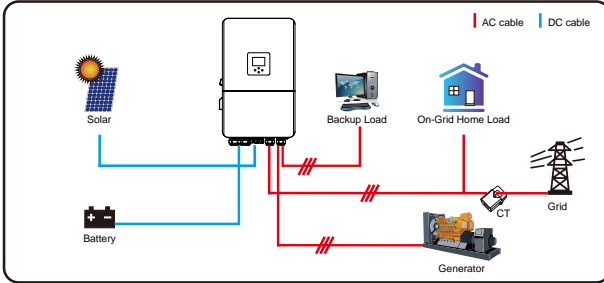 AC cable
DC cable
Solar
Backup Load
On-Grid Home Load
CT
Grid
Battery
Generator